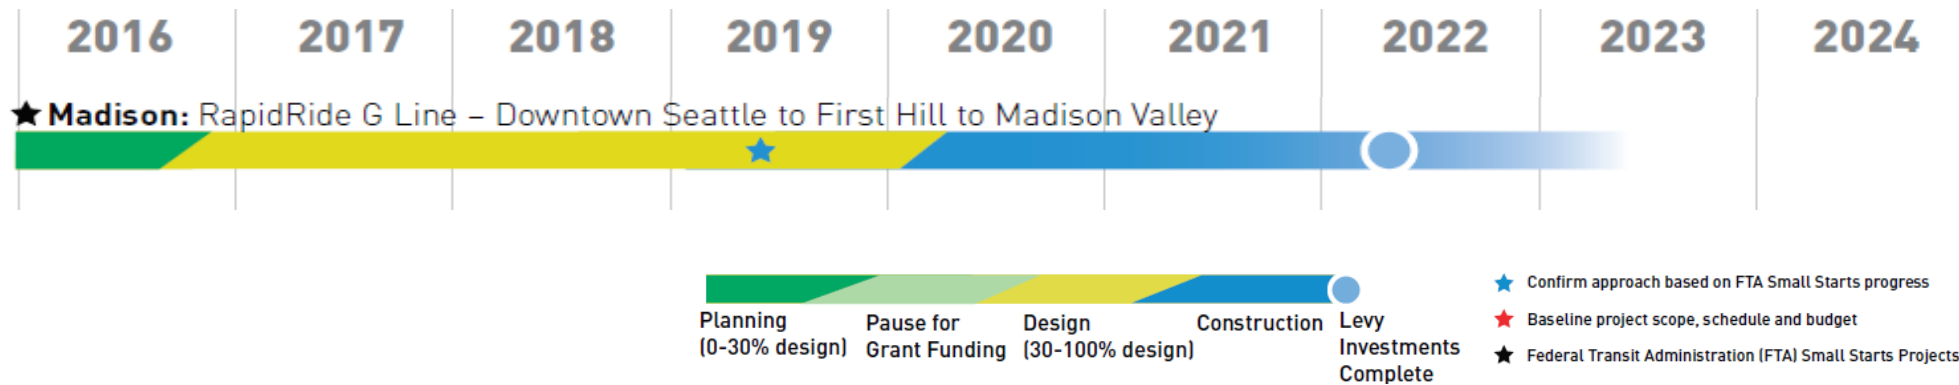 2016 2017 2018 2019 2020 2021 2022 2023 2024
Madison: RapidRide G Line – Downtown Seattle to First Hill to Madison Valley
Planning
(0-30% design)
Pause for
Grant Funding
Design
(30-100% design)
Construction
Levy
Investments
Complete
Confirm approach based on FTA Small Starts progress
Baseline project scope, schedule and budget
Federal Transit Administration (FTA) Small Starts Projects